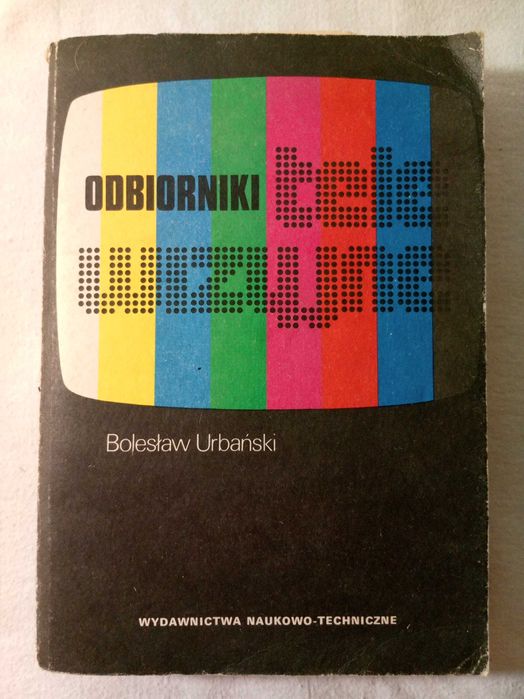 ODBIORNIKI tele
wizyjne
Bolesław Urbański
WYDAWNICTWA NAUKOWO-TECHNICZNE